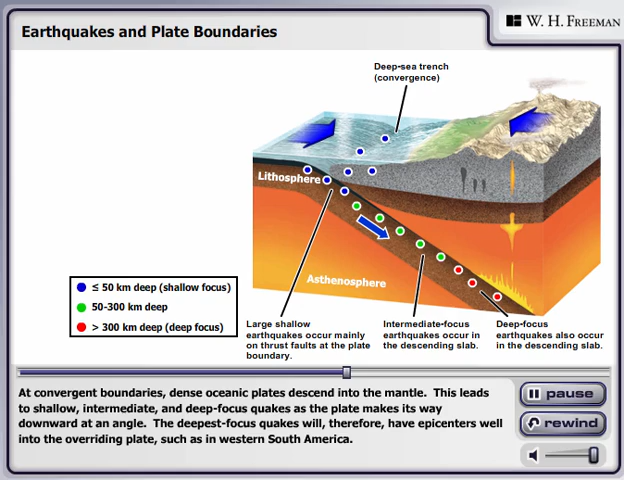 Earthquakes and Plate Boundaries
W. H. FREEMAN
Deep-sea trench
(convergence)
Lithosphere
Asthenosphere
≤ 50 km deep (shallow focus)
50-300 km deep
> 300 km deep (deep focus)
Large shallow
earthquakes occur mainly
on thrust faults at the plate
boundary.
Intermediate-focus
earthquakes occur in
the descending slab.
Deep-focus
earthquakes also occur
in the descending slab.
At convergent boundaries, dense oceanic plates descend into the mantle. This leads
to shallow, intermediate, and deep-focus quakes as the plate makes its way
downward at an angle. The deepest-focus quakes will, therefore, have epicenters well
into the overriding plate, such as in western South America.
pause
rewind